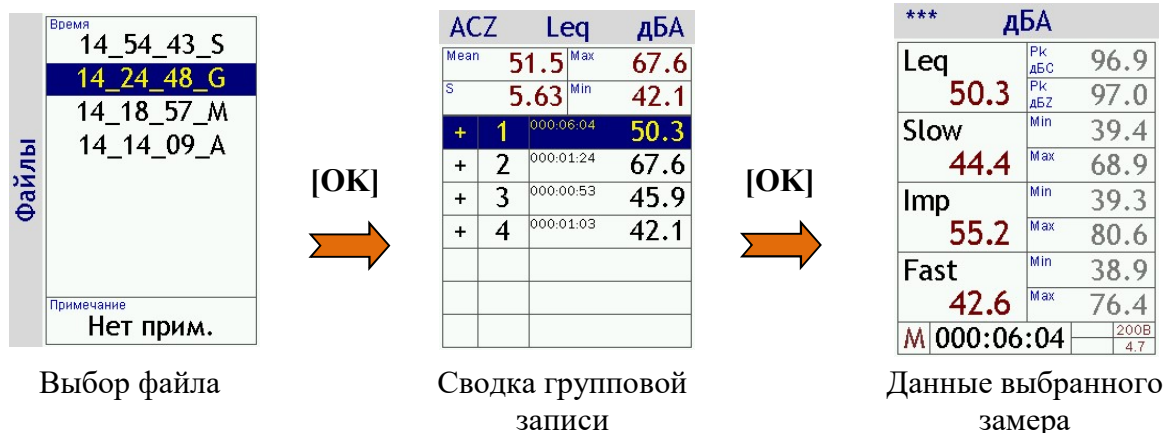 Файлы
Время
14_54_43_S
14_24_48_G
14_18_57_M
14_14_09_A
Примечание
Нет прим.
[OK]
ACZ Leq дБА
Mean 51.5 Max 67.6
S 5.63 Min 42.1
+ 1 000:06:04 50.3
+ 2 000:01:24 67.6
+ 3 000:00:53 45.9
+ 4 000:01:03 42.1
[OK]
*** дБА
Leq Pk дБС 96.9
50.3 Pk дБZ 97.0
Slow Min 39.4
44.4 Max 68.9
Imp Min 39.3
55.2 Max 80.6
Fast Min 38.9
42.6 Max 76.4
M 000:06:04 200В 4.7
Выбор файла
Сводка групповой
записи
Данные выбранного
замера